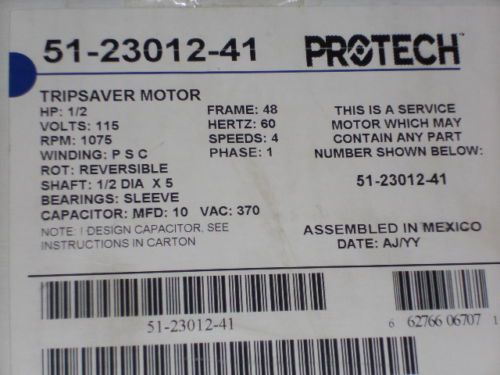 51-23012-41 PROTECH
TRIPSAVER MOTOR
HP: 1/2 FRAME: 48
VOLTS: 115 HERTZ: 60
RPM: 1075 SPEEDS: 4
WINDING: P S C PHASE: 1
ROT: REVERSIBLE
SHAFT: 1/2 DIA X 5
BEARINGS: SLEEVE
CAPACITOR: MFD: 10 VAC: 370
NOTE: I DESIGN CAPACITOR, SEE
INSTRUCTIONS IN CARTON
THIS IS A SERVICE
MOTOR WHICH MAY
CONTAIN ANY PART
NUMBER SHOWN BELOW:
51-23012-41
ASSEMBLED IN MEXICO
DATE: AJ/YY
51-23012-41
6 62766 06707 1